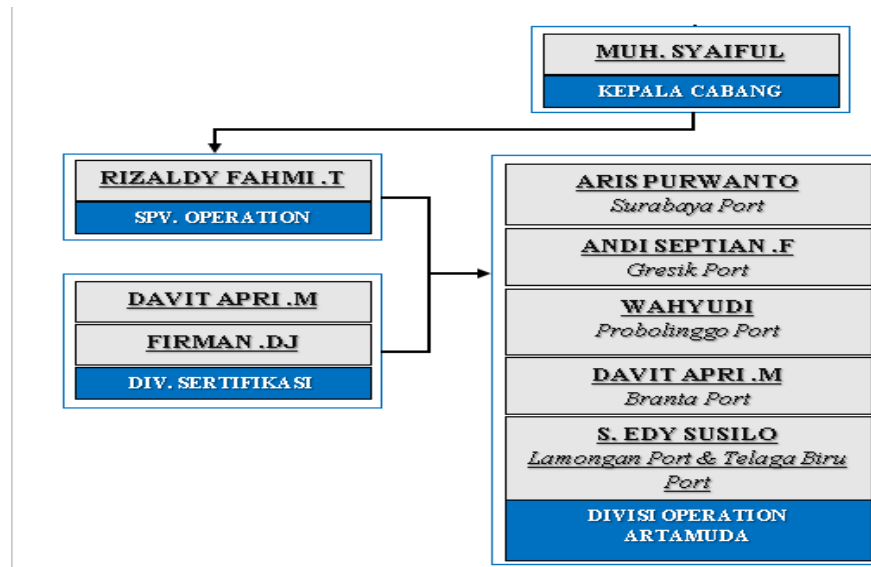 MUH. SYAIFUL
KEPALA CABANG
RIZALDY FAHMI .T
SPV. OPERATION
DAVIT APRI .M
FIRMAN .DJ
DIV. SERTIFIKASI
ARIS PURWANTO
Surabaya Port
ANDI SEPTIAN .F
Gresik Port
WAHYUDI
Probolinggo Port
DAVIT APRI .M
Branta Port
S. EDY SUSILO
Lamongan Port & Telaga Biru
Port
DIVISI OPERATION
ARTAMUDA